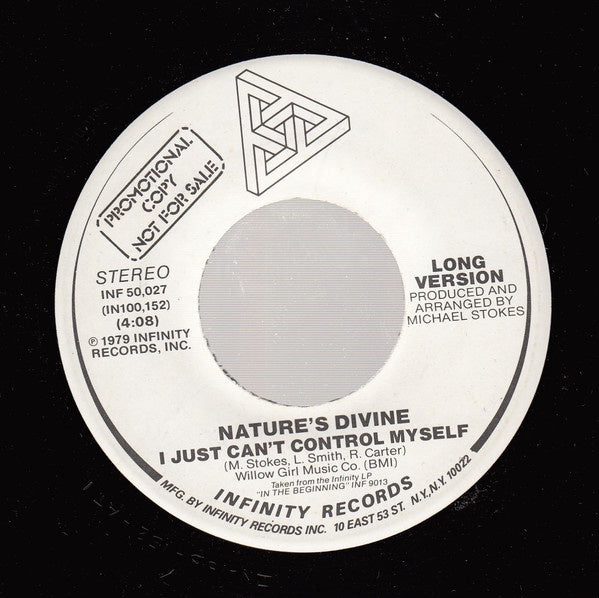 PROMOTIONAL
COPY
NOT FOR SALE
STEREO
INF 50,027
(IN100,152)
(4:08)
℗ 1979 INFINITY
RECORDS, INC.
LONG
VERSION
PRODUCED AND
ARRANGED BY
MICHAEL STOKES
NATURE'S DIVINE
I JUST CAN'T CONTROL MYSELF
(M. Stokes, L. Smith, R. Carter)
Willow Girl Music Co. (BMI)
Taken from the Infinity LP
"IN THE BEGINNING" INF 9013
INFINITY RECORDS
MFG. BY INFINITY RECORDS INC. 10 EAST 53 ST. N.Y., N.Y. 10022